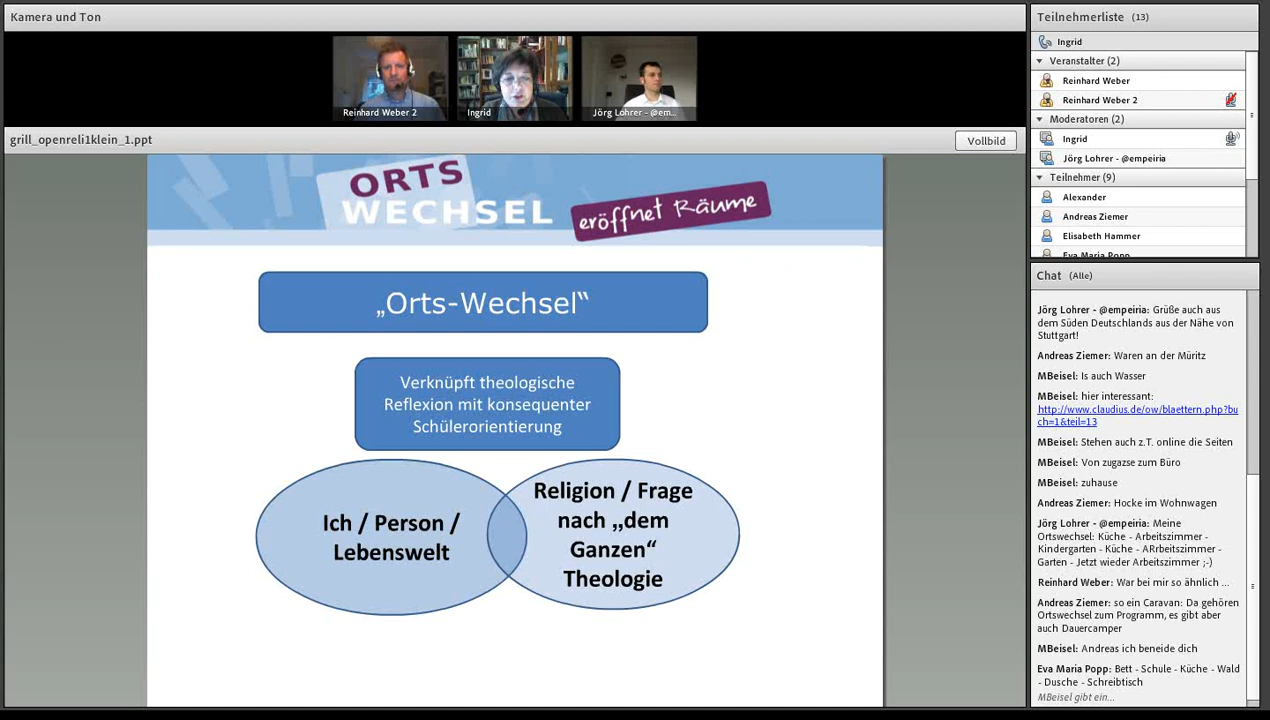 Kamera und Ton
Reinhard Weber 2
Ingrid
Jörg Lohrer - @em...
grill_openreli1klein_1.ppt
Vollbild
ORTS
WECHSEL
eröffnet Räume
„Orts-Wechsel“
Verknüpft theologische
Reflexion mit konsequenter
Schülerorientierung
Ich / Person /
Lebenswelt
Religion / Frage
nach „dem
Ganzen“
Theologie
Teilnehmerliste (13)
Ingrid
Veranstalter (2)
Reinhard Weber
Reinhard Weber 2
Moderatoren (2)
Ingrid
Jörg Lohrer - @empeiria
Teilnehmer (9)
Alexander
Andreas Ziemer
Elisabeth Hammer
Eva Maria Popp
Chat (Alle)
Jörg Lohrer - @empeiria: Grüße auch aus
dem Süden Deutschlands aus der Nähe von
Stuttgart!
Andreas Ziemer: Waren an der Müritz
MBeisel: Is auch Wasser
MBeisel: hier interessant:
http://www.claudius.de/ow/blaettern.php?bu
ch=1&teil=13
MBeisel: Stehen auch z.T. online die Seiten
MBeisel: Von zugazse zum Büro
MBeisel: zuhause
Andreas Ziemer: Hocke im Wohnwagen
Jörg Lohrer - @empeiria: Meine
Ortswechsel: Küche - Arbeitszimmer -
Kindergarten - Küche - ARrbeitszimmer -
Garten - Jetzt wieder Arbeitszimmer ;-)
Reinhard Weber: War bei mir so ähnlich ...
Andreas Ziemer: so ein Caravan: Da gehören
Ortswechsel zum Programm, es gibt aber
auch Dauercamper
MBeisel: Andreas ich beneide dich
Eva Maria Popp: Bett - Schule - Küche - Wald
- Dusche - Schreibtisch
MBeisel gibt ein...